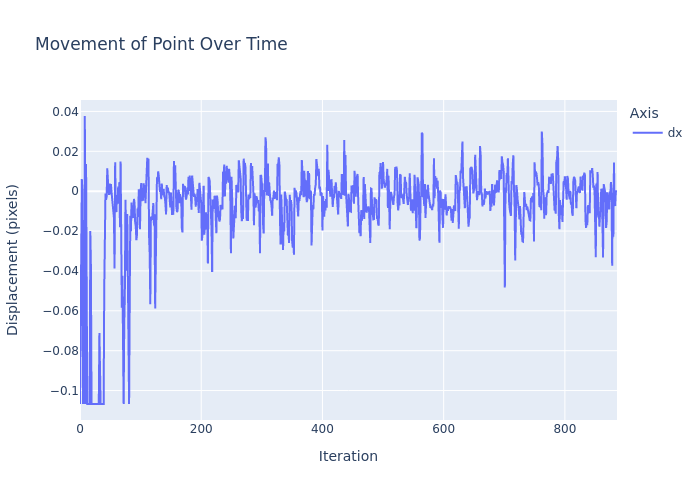 Movement of Point Over Time
Axis
dx
Displacement (pixels)
0.04
0.02
0
−0.02
−0.04
−0.06
−0.08
−0.1
0
200
400
600
800
Iteration